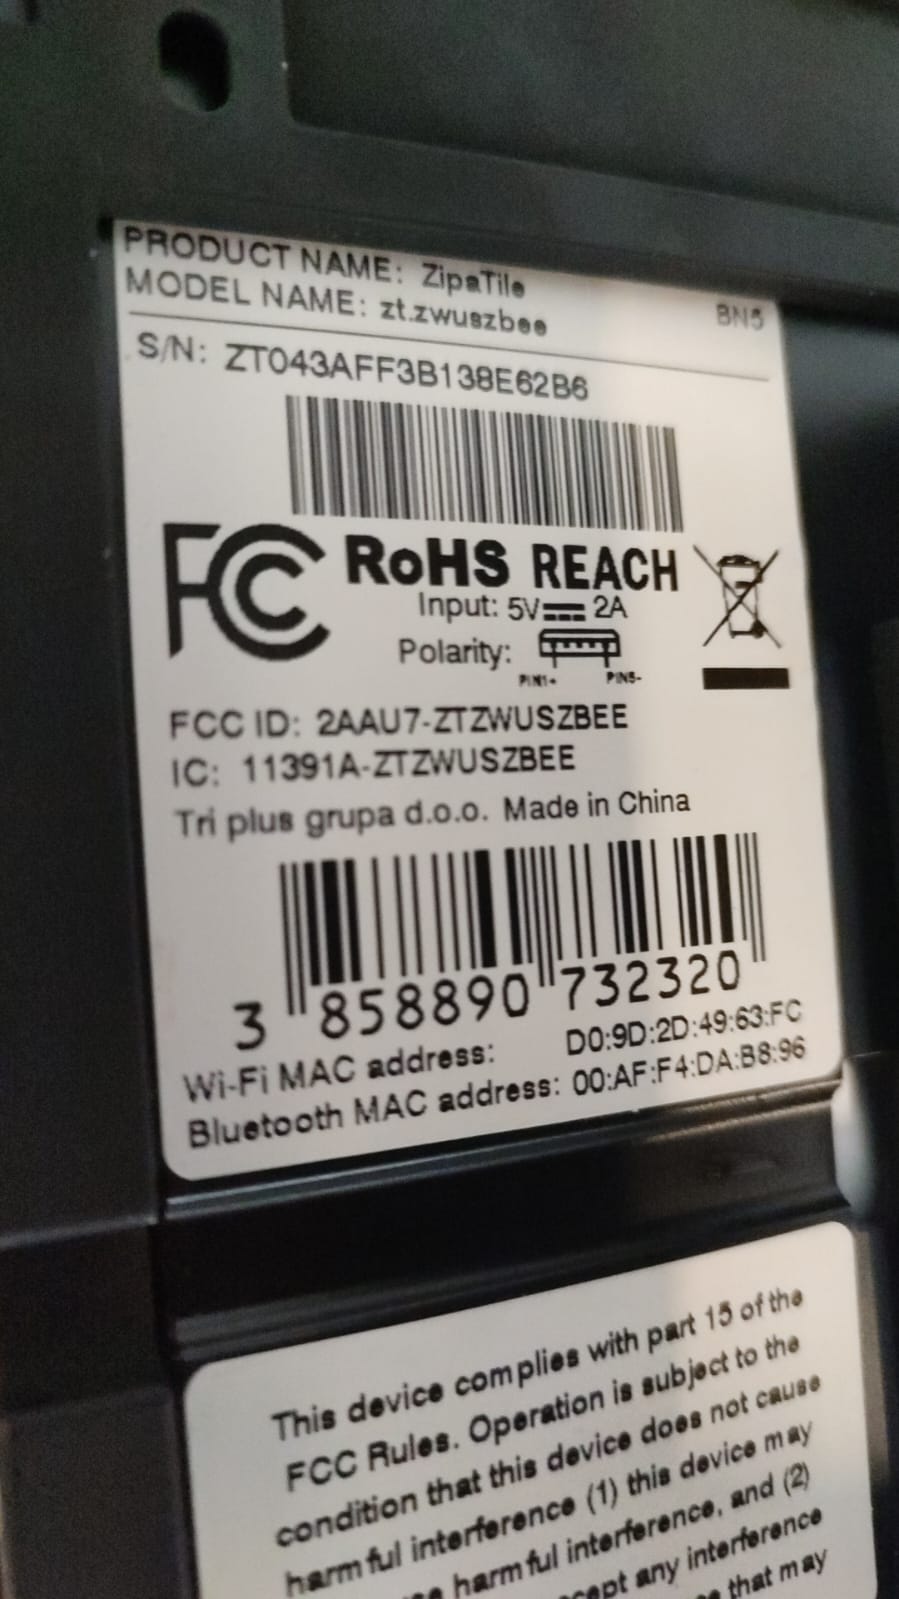 PRODUCT NAME: ZipaTile
MODEL NAME: zt.zwuszbee
BN5
S/N: ZT043AFF3B138E62B6
FC
RoHS REACH
Input: 5V 2A
Polarity:
PIN1+ PIN5-
FCC ID: 2AAU7-ZTZWUSZBEE
IC: 11391A-ZTZWUSZBEE
Tri plus grupa d.o.o. Made in China
3 858890 732320
Wi-Fi MAC address: D0:9D:2D:49:63:FC
Bluetooth MAC address: 00:AF:F4:DA:B8:96
This device complies with part 15 of the
FCC Rules. Operation is subject to the
condition that this device does not cause
harmful interference (1) this device may
harmful interference, and (2)
any interference
that may